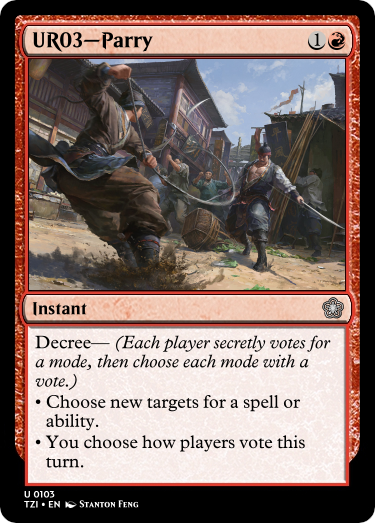 UR03—Parry
1
Instant
Decree— (Each player secretly votes for
a mode, then choose each mode with a
vote.)
• Choose new targets for a spell or
ability.
• You choose how players vote this
turn.
U 0103
TZI • EN Stanton Feng